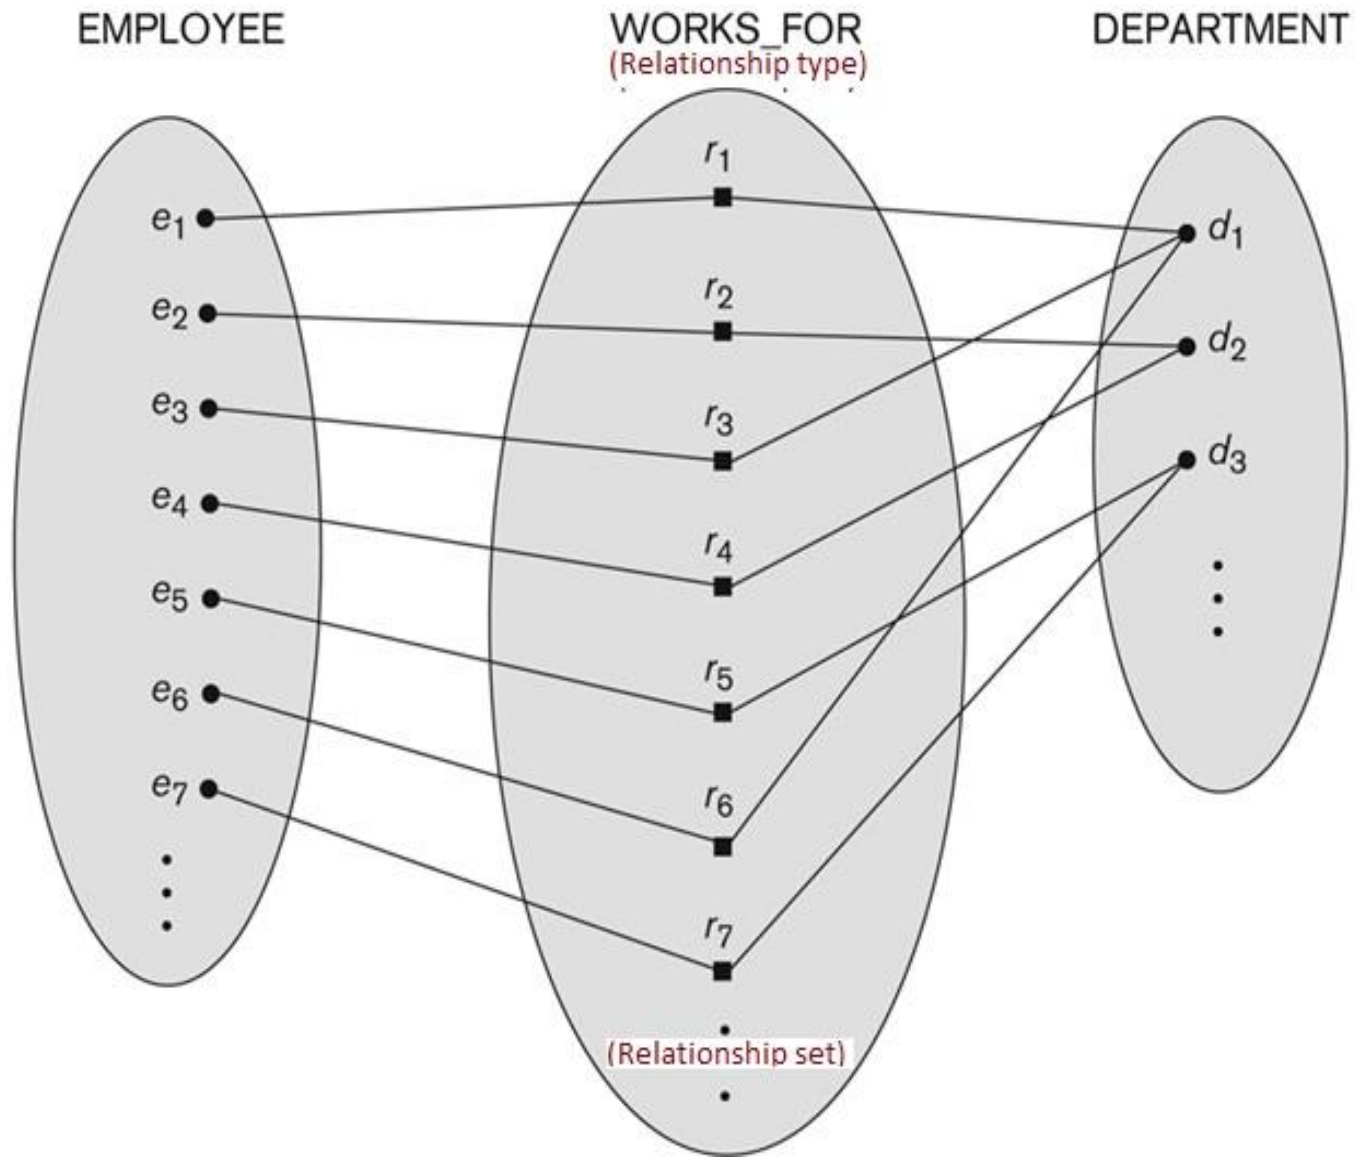 EMPLOYEE
WORKS_FOR
DEPARTMENT
(Relationship type)
r1
e1
d1
r2
e2
d2
e3
r3
d3
e4
r4
e5
r5
e6
r6
e7
r7
(Relationship set)